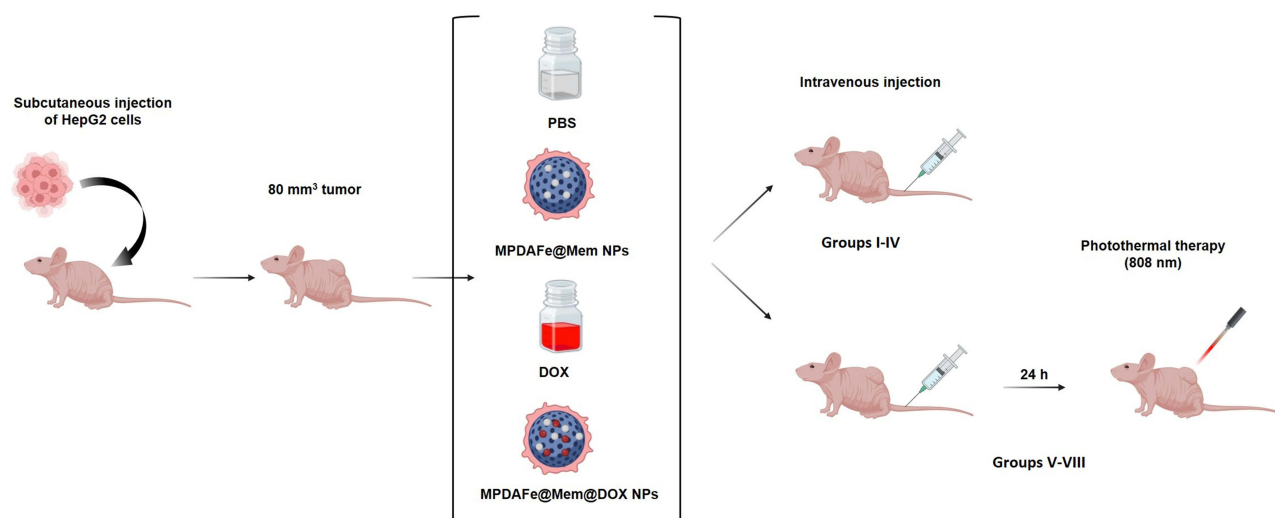 Subcutaneous injection
of HepG2 cells
80 mm³ tumor
PBS
MPDAFe@Mem NPs
DOX
MPDAFe@Mem@DOX NPs
Intravenous injection
Groups I-IV
24 h
Photothermal therapy
(808 nm)
Groups V-VIII